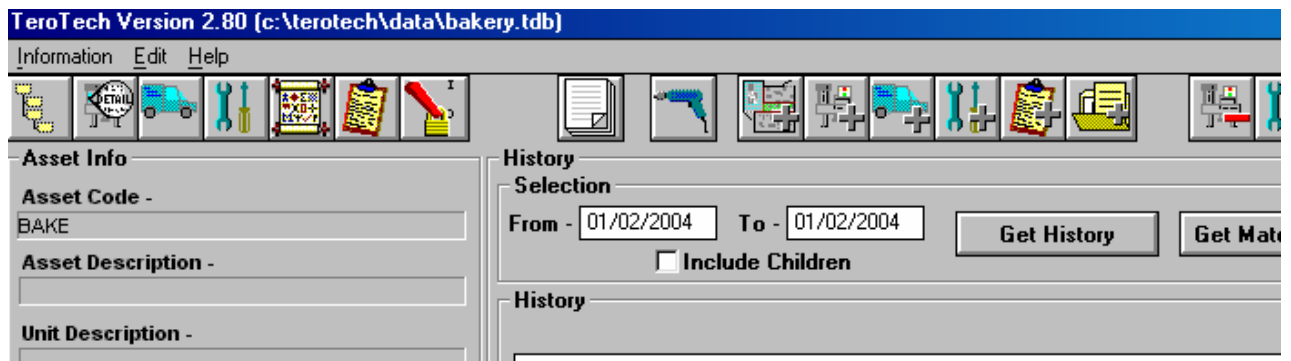 TeroTech Version 2.80 (c:\terotech\data\bakery.tdb)
Information Edit Help
DETAIL
Asset Info
Asset Code -
BAKE
Asset Description -
Unit Description -
History
Selection
From - 01/02/2004 To - 01/02/2004 Get History Get Mate
Include Children
History